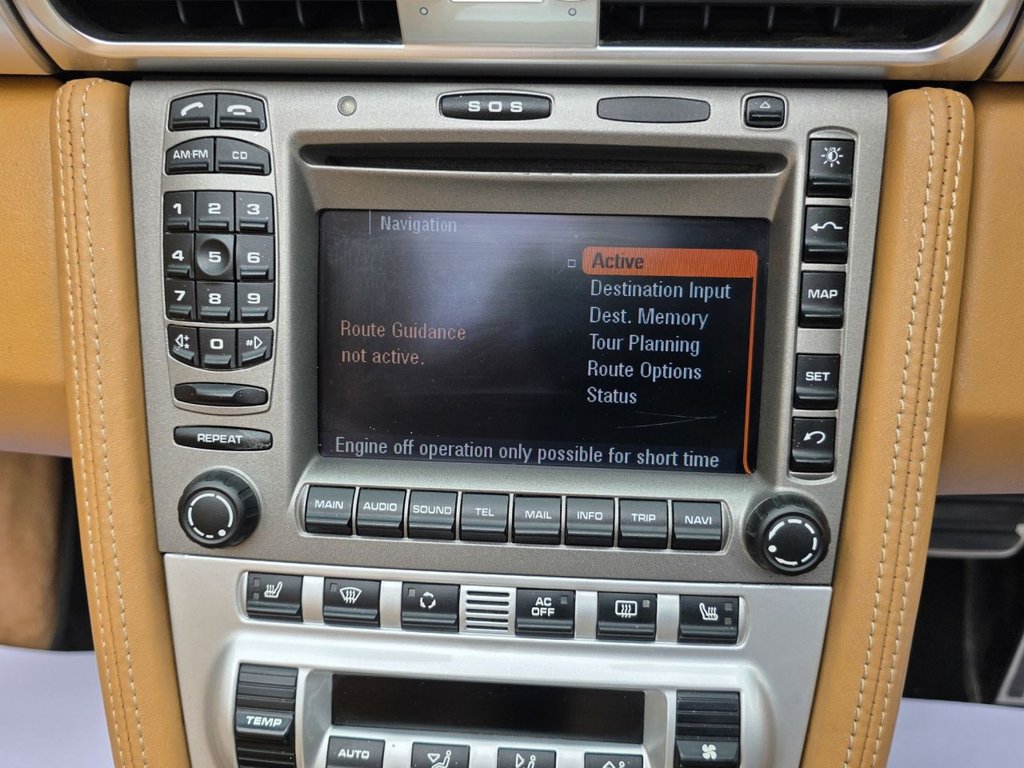 SOS
AM·FM CD
1 2 3
4 5 6
7 8 9
* 0 #
REPEAT
Navigation
Active
Destination Input
Dest. Memory
Tour Planning
Route Options
Status
Route Guidance
not active.
Engine off operation only possible for short time
MAP
SET
MAIN AUDIO SOUND TEL MAIL INFO TRIP NAVI
AC
OFF
TEMP
AUTO